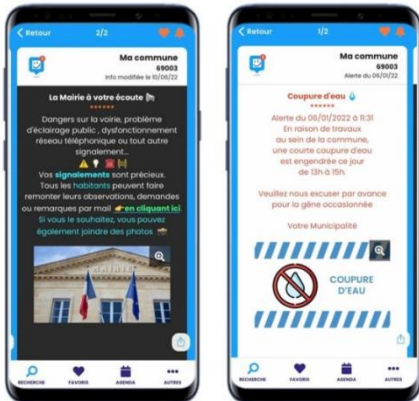 Retour
2/2
Ma commune
69003
Info modifiée le 10/06/22
La Mairie à votre écoute
Dangers sur la voirie, problème
d'éclairage public , dysfonctionnement
réseau téléphonique ou tout autre
signalement...
Vos signalements sont précieux.
Tous les habitants peuvent faire
remonter leurs observations, demandes
ou remarques par mail 👉en cliquant ici.
Si vous le souhaitez, vous pouvez
également joindre des photos
RECHERCHE
FAVORIS
AGENDA
AUTRES
Retour
1/2
Ma commune
69003
Alerte du 06/01/22
Coupure d'eau
Alerte du 06/01/2022 à 11:31
En raison de travaux
au sein de la commune,
une courte coupure d'eau
est engendrée ce jour
de 13h à 15h.
Veuillez nous excuser par avance
pour la gêne occasionnée
Votre Municipalité
COUPURE
D'EAU
RECHERCHE
FAVORIS
AGENDA
AUTRES